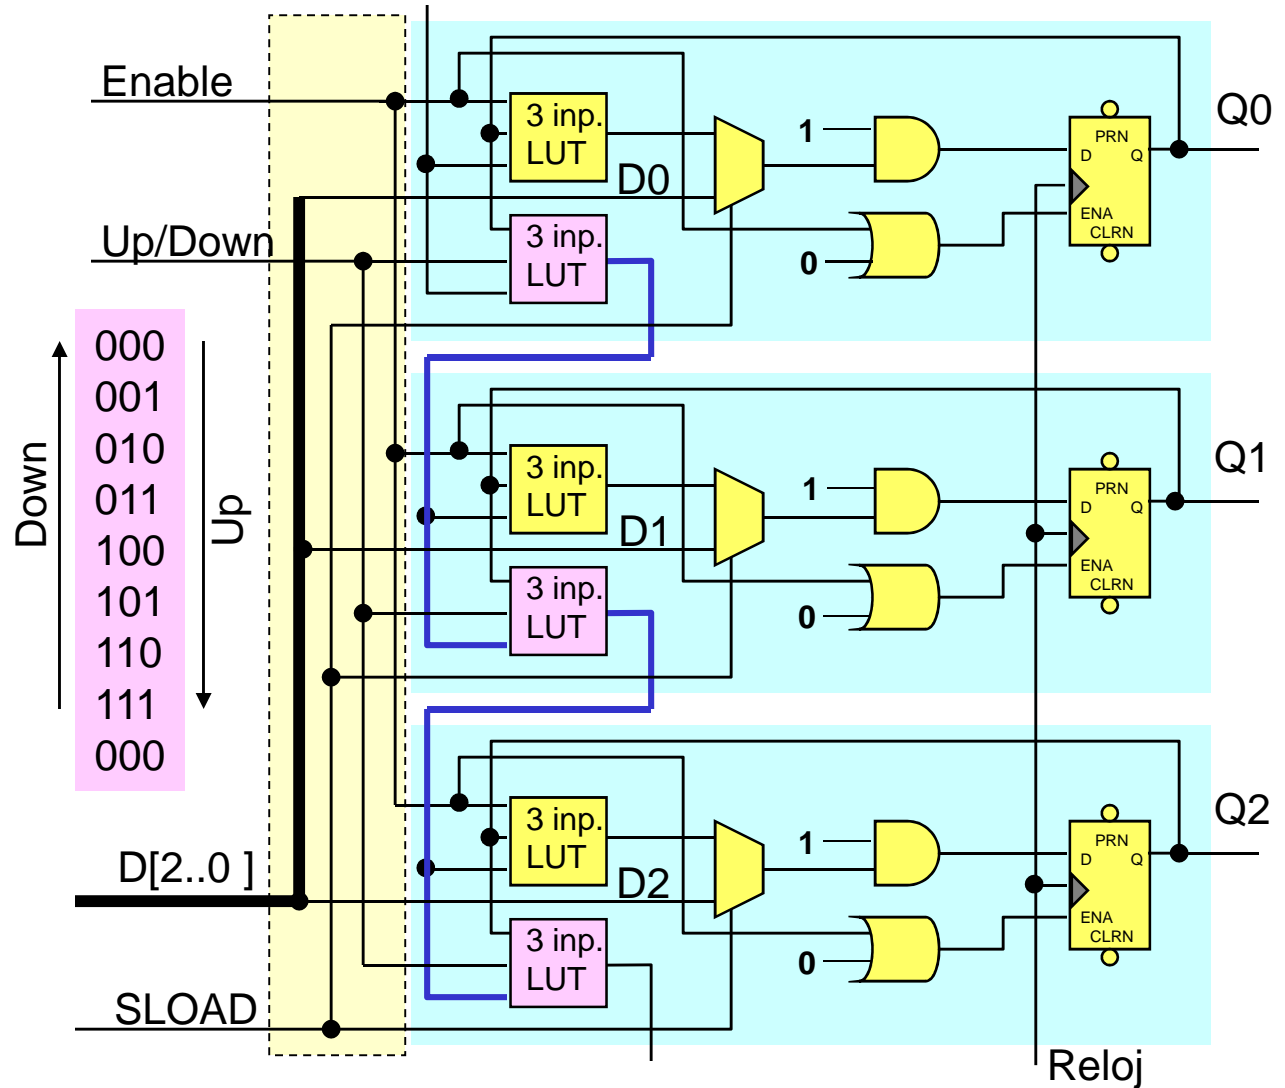 Enable
Up/Down
Down
000
001
010
011
100
101
110
111
000
Up
D[2..0 ]
SLOAD
3 inp.
LUT
D0
3 inp.
LUT
1
0
PRN
D Q
ENA
CLRN
Q0
3 inp.
LUT
D1
3 inp.
LUT
1
0
PRN
D Q
ENA
CLRN
Q1
3 inp.
LUT
D2
3 inp.
LUT
1
0
PRN
D Q
ENA
CLRN
Q2
Reloj